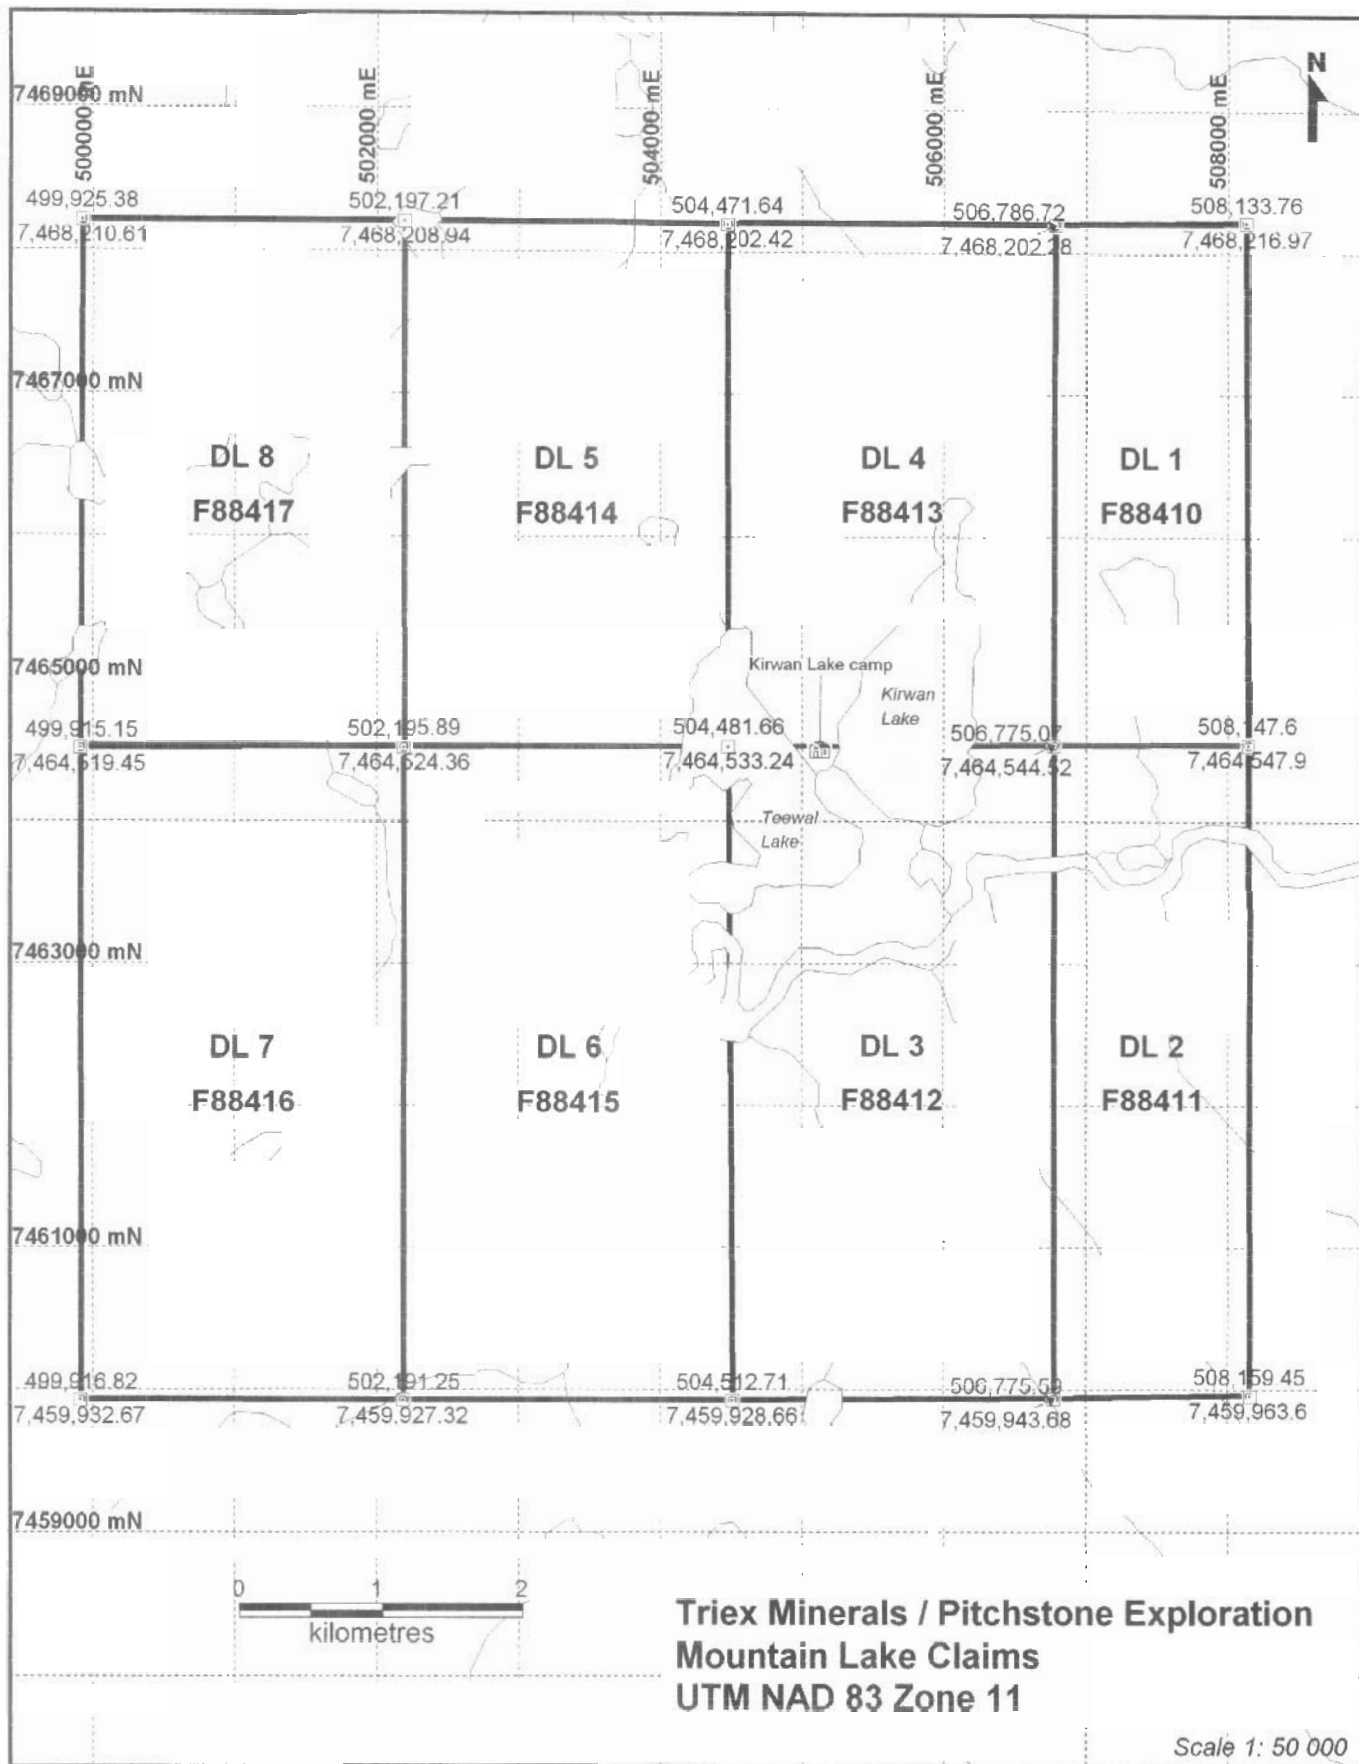 N
7469000 mN
500000 mE
502000 mE
504000 mE
506000 mE
508000 mE
499,925.38
7,468,210.61
502,197.21
7,468,208.94
504,471.64
7,468,202.42
506,786.72
7,468,202.28
508,133.76
7,468,216.97
7467000 mN
DL 8
F88417
DL 5
F88414
DL 4
F88413
DL 1
F88410
7465000 mN
Kirwan Lake camp
Kirwan
Lake
499,915.15
7,464,519.45
502,195.89
7,464,524.36
504,481.66
7,464,533.24
506,775.07
7,464,544.52
508,147.6
7,464,547.9
Teewal
Lake
7463000 mN
DL 7
F88416
DL 6
F88415
DL 3
F88412
DL 2
F88411
7461000 mN
499,916.82
7,459,932.67
502,191.25
7,459,927.32
504,512.71
7,459,928.66
506,775.59
7,459,943.68
508,159.45
7,459,963.6
7459000 mN
0 1 2
kilometres
Triex Minerals / Pitchstone Exploration
Mountain Lake Claims
UTM NAD 83 Zone 11
Scale 1: 50 000